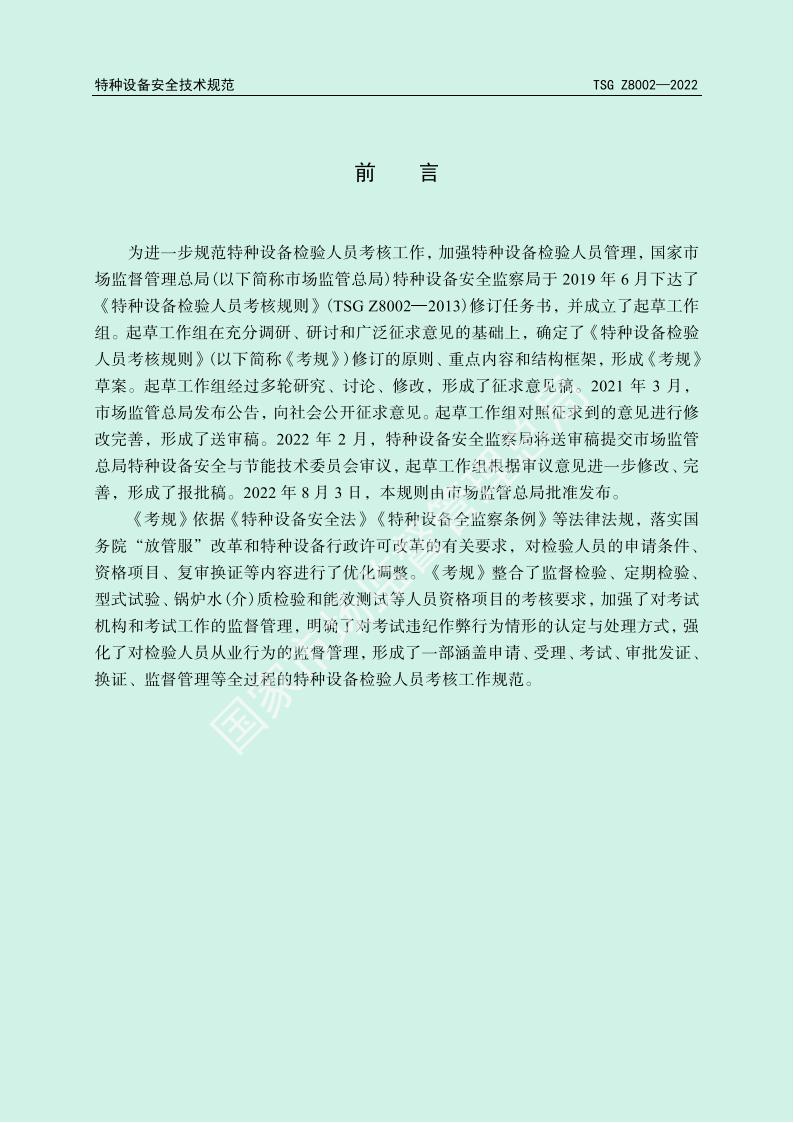 特种设备安全技术规范 TSG Z8002—2022
前 言
为进一步规范特种设备检验人员考核工作，加强特种设备检验人员管理，国家市
场监督管理总局(以下简称市场监管总局)特种设备安全监察局于 2019 年 6 月下达了
《特种设备检验人员考核规则》(TSG Z8002—2013)修订任务书，并成立了起草工作
组。起草工作组在充分调研、研讨和广泛征求意见的基础上，确定了《特种设备检验
人员考核规则》(以下简称《考规》)修订的原则、重点内容和结构框架，形成《考规》
草案。起草工作组经过多轮研究、讨论、修改，形成了征求意见稿。2021 年 3 月，
市场监管总局发布公告，向社会公开征求意见。起草工作组对照征求到的意见进行修
改完善，形成了送审稿。2022 年 2 月，特种设备安全监察局将送审稿提交市场监管
总局特种设备安全与节能技术委员会审议，起草工作组根据审议意见进一步修改、完
善，形成了报批稿。2022 年 8 月 3 日，本规则由市场监管总局批准发布。
《考规》依据《特种设备安全法》《特种设备全监察条例》等法律法规，落实国
务院“放管服”改革和特种设备行政许可改革的有关要求，对检验人员的申请条件、
资格项目、复审换证等内容进行了优化调整。《考规》整合了监督检验、定期检验、
型式试验、锅炉水(介)质检验和能效测试等人员资格项目的考核要求，加强了对考试
机构和考试工作的监督管理，明确了对考试违纪作弊行为情形的认定与处理方式，强
化了对检验人员从业行为的监督管理，形成了一部涵盖申请、受理、考试、审批发证、
换证、监督管理等全过程的特种设备检验人员考核工作规范。
国家市场监督管理总局